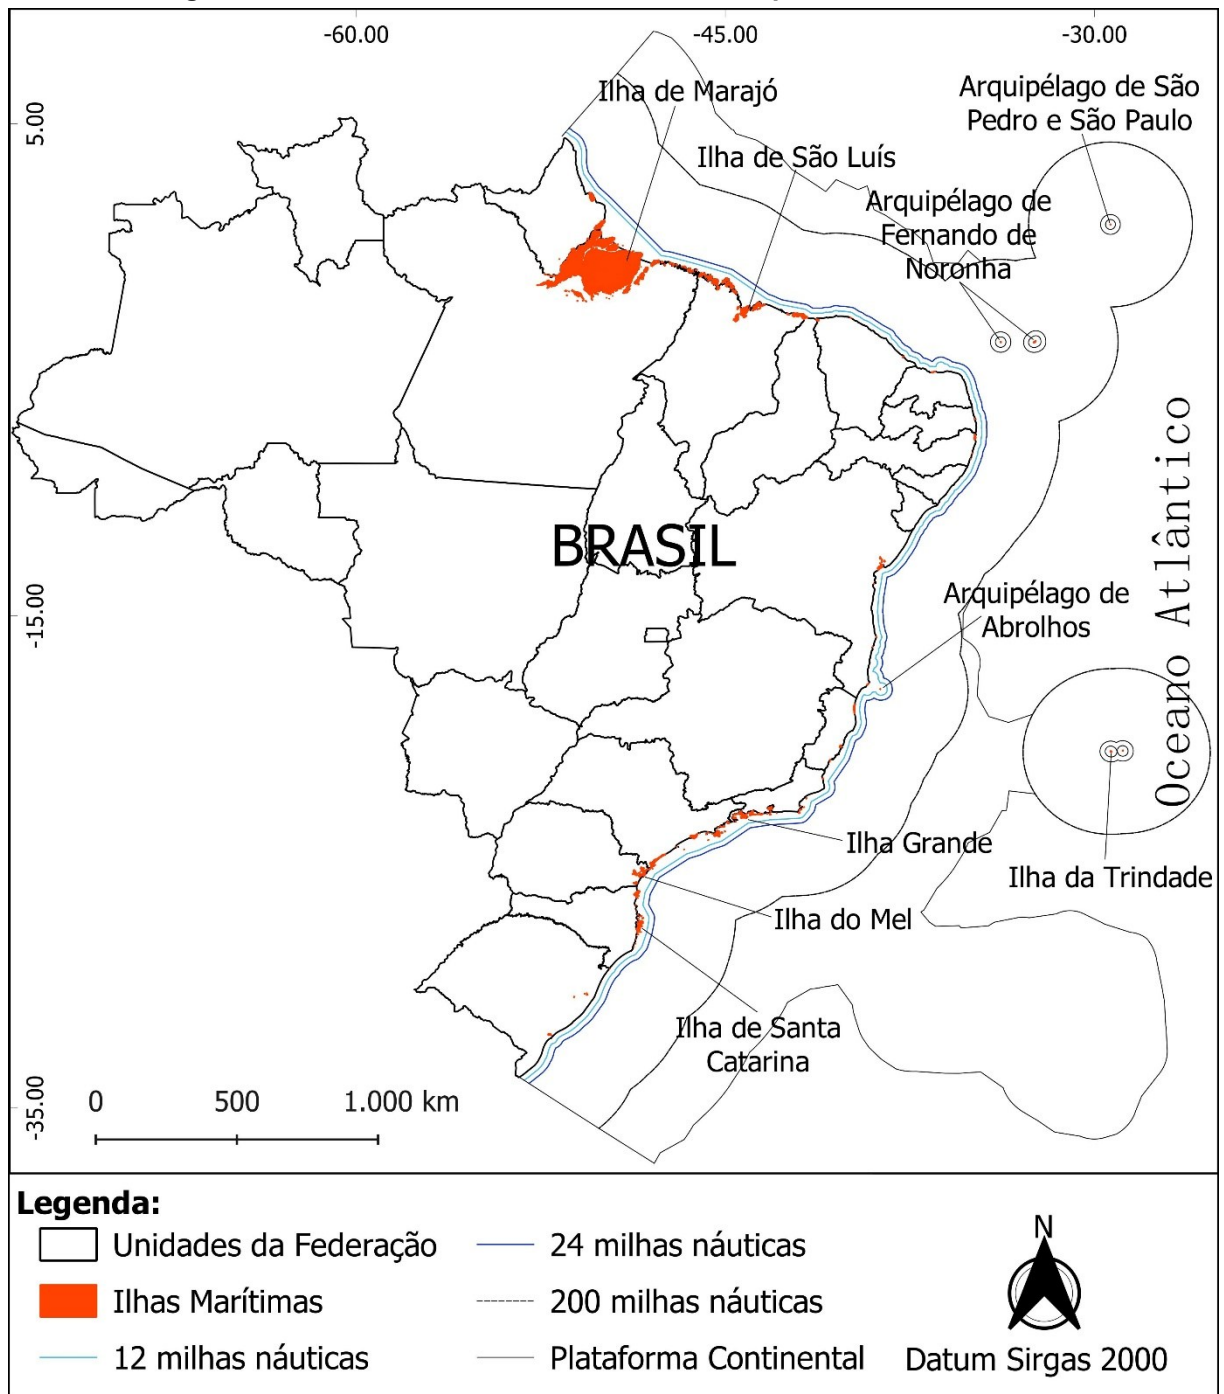 -60.00
-45.00
-30.00
5.00
-15.00
-35.00
Ilha de Marajó
Arquipélago de São
Pedro e São Paulo
Ilha de São Luís
Arquipélago de
Fernando de
Noronha
BRASIL
Oceano Atlântico
Arquipélago de
Abrolhos
Ilha Grande
Ilha da Trindade
Ilha do Mel
Ilha de Santa
Catarina
0 500 1.000 km
Legenda:
Unidades da Federação
Ilhas Marítimas
12 milhas náuticas
24 milhas náuticas
200 milhas náuticas
Plataforma Continental
N
Datum Sirgas 2000